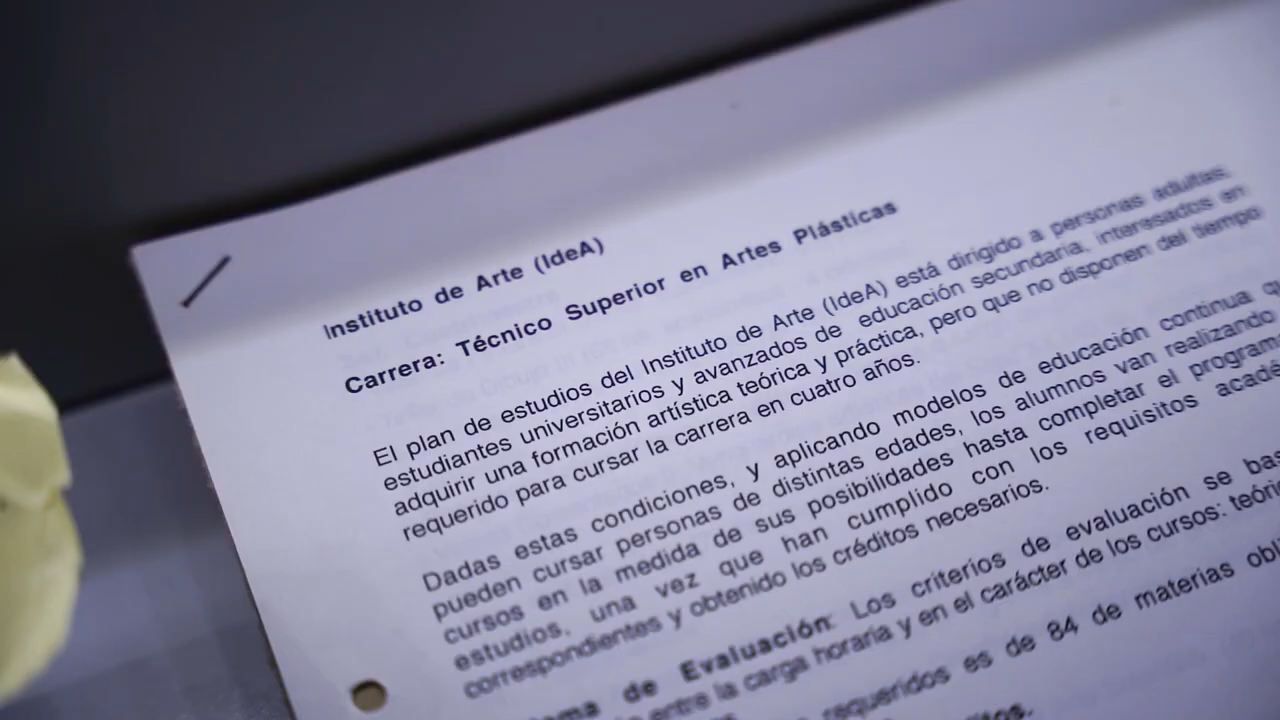 Instituto de Arte (IdeA)
Carrera: Técnico Superior en Artes Plásticas
El plan de estudios del Instituto de Arte (IdeA) está dirigido a personas adultas,
estudiantes universitarios y avanzados de educación secundaria, interesados en
adquirir una formación artística teórica y práctica, pero que no disponen del tiempo
requerido para cursar la carrera en cuatro años.
Dadas estas condiciones, y aplicando modelos de educación continua
pueden cursar personas de distintas edades, los alumnos van realizando
cursos en la medida de sus posibilidades hasta completar el
estudios, una vez que han cumplido con los requisitos
correspondientes y obtenido los créditos necesarios.
de Evaluación: Los criterios de evaluación se
entre la carga horaria y en el carácter de los cursos:
requeridos es de 84 de materias